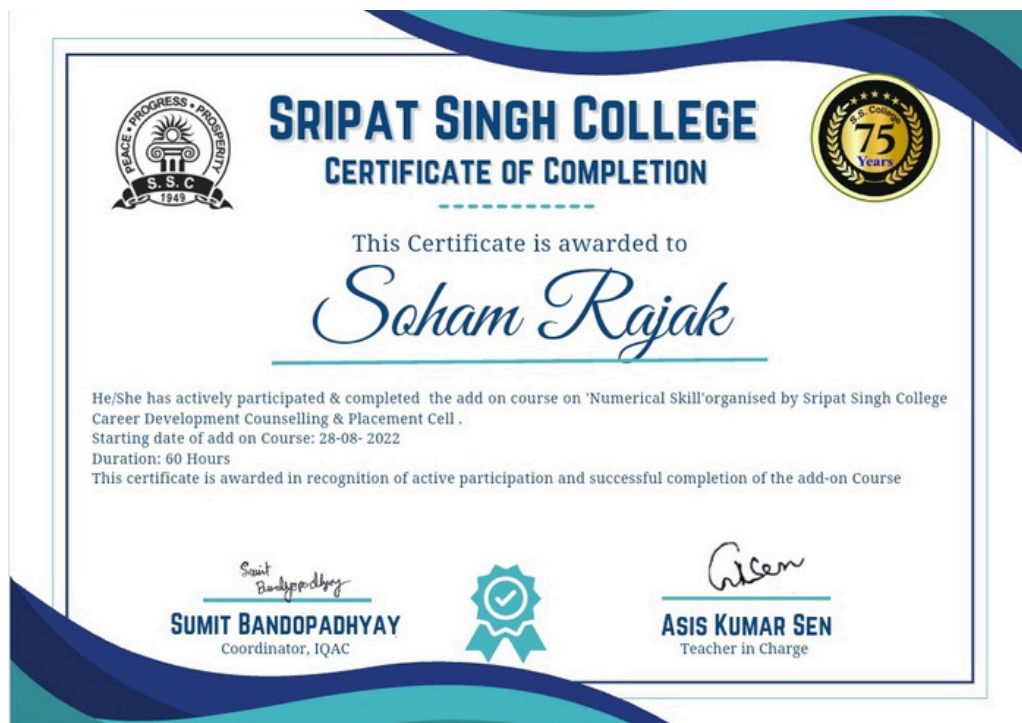 PEACE • PROGRESS • PROSPERITY
S. S. C
1949
SRIPAT SINGH COLLEGE
CERTIFICATE OF COMPLETION
S.S. College
75
Years
This Certificate is awarded to
Soham Rajak
He/She has actively participated & completed the add on course on 'Numerical Skill'organised by Sripat Singh College
Career Development Counselling & Placement Cell .
Starting date of add on Course: 28-08- 2022
Duration: 60 Hours
This certificate is awarded in recognition of active participation and successful completion of the add-on Course
Sumit
Bandyopadhyay
SUMIT BANDOPADHYAY
Coordinator, IQAC
ASIS KUMAR SEN
Teacher in Charge